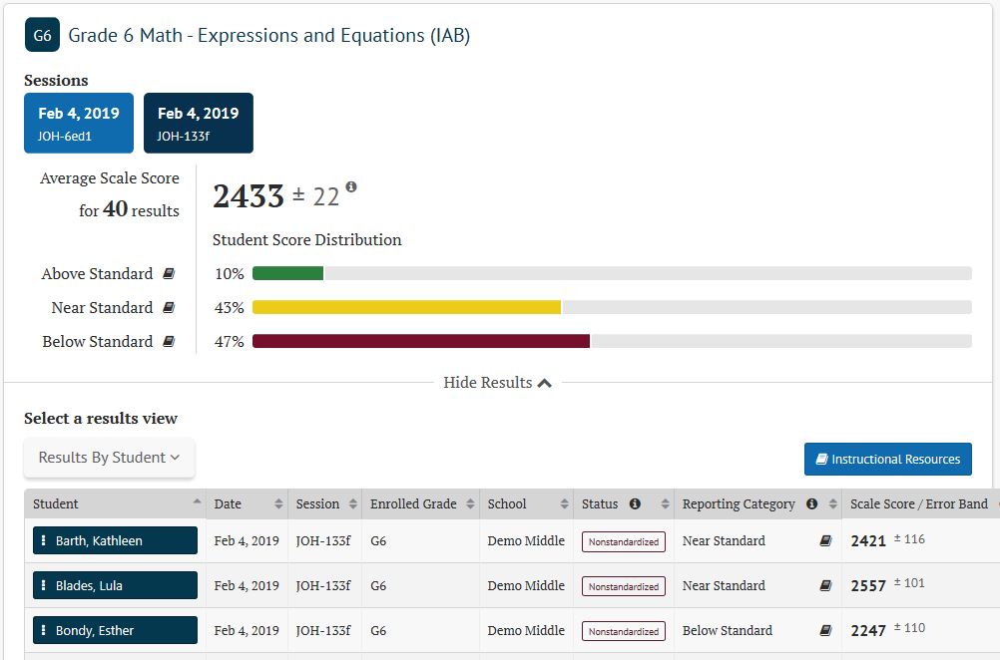 G6 Grade 6 Math - Expressions and Equations (IAB)
Sessions
Feb 4, 2019 Feb 4, 2019
JOH-6ed1 JOH-133f
Average Scale Score
for 40 results
2433 ± 22
Student Score Distribution
Above Standard 10%
Near Standard 43%
Below Standard 47%
Hide Results
Select a results view
Results By Student
Instructional Resources
Student Date Session Enrolled Grade School Status Reporting Category Scale Score / Error Band
Barth, Kathleen Feb 4, 2019 JOH-133f G6 Demo Middle Nonstandardized Near Standard 2421 ± 116
Blades, Lula Feb 4, 2019 JOH-133f G6 Demo Middle Nonstandardized Near Standard 2557 ± 101
Bondy, Esther Feb 4, 2019 JOH-133f G6 Demo Middle Nonstandardized Below Standard 2247 ± 110